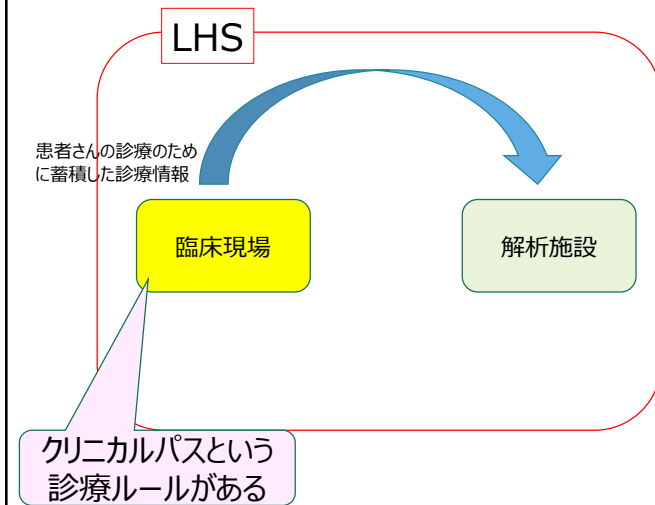 LHS
患者さんの診療のため
に蓄積した診療情報
臨床現場
解析施設
クリニカルパスという
診療ルールがある